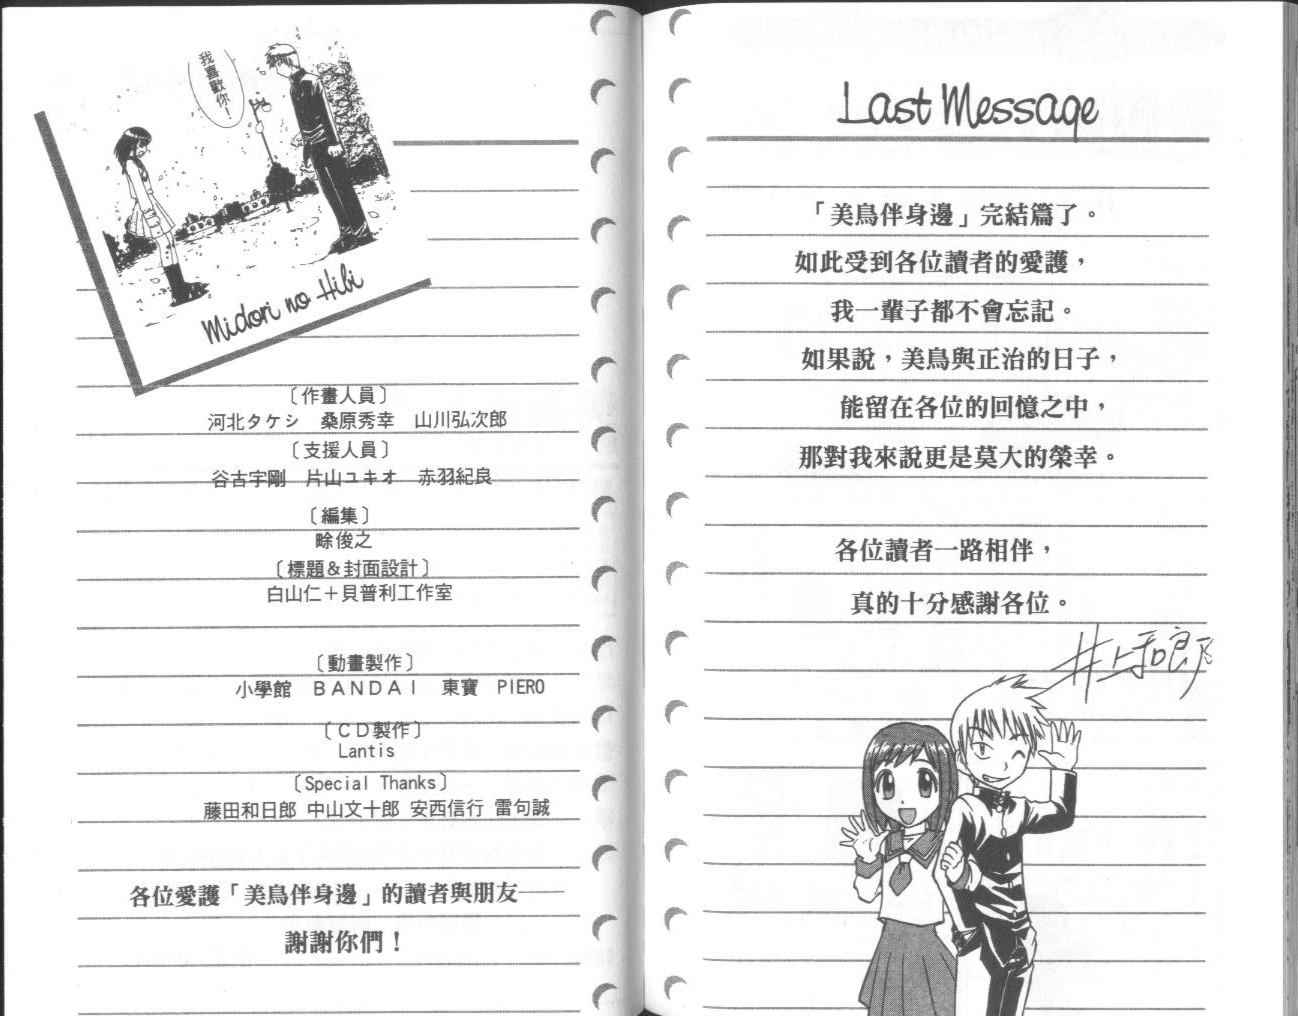 我喜歡你！
Midori no Hibi
〔作畫人員〕
河北タケシ　桑原秀幸　山川弘次郎
〔支援人員〕
谷古宇剛　片山ユキオ　赤羽紀良
〔編集〕
畭俊之
〔標題＆封面設計〕
白山仁＋貝普利工作室
〔動畫製作〕
小學館　BANDAI　東寶　PIERO
〔CD製作〕
Lantis
〔Special Thanks〕
藤田和日郎 中山文十郎 安西信行 雷句誠
各位愛護「美鳥伴身邊」的讀者與朋友──
謝謝你們！
Last Message
「美鳥伴身邊」完結篇了。
如此受到各位讀者的愛護，
我一輩子都不會忘記。
如果說，美鳥與正治的日子，
能留在各位的回憶之中，
那對我來說更是莫大的榮幸。
各位讀者一路相伴，
真的十分感謝各位。
井上和郎